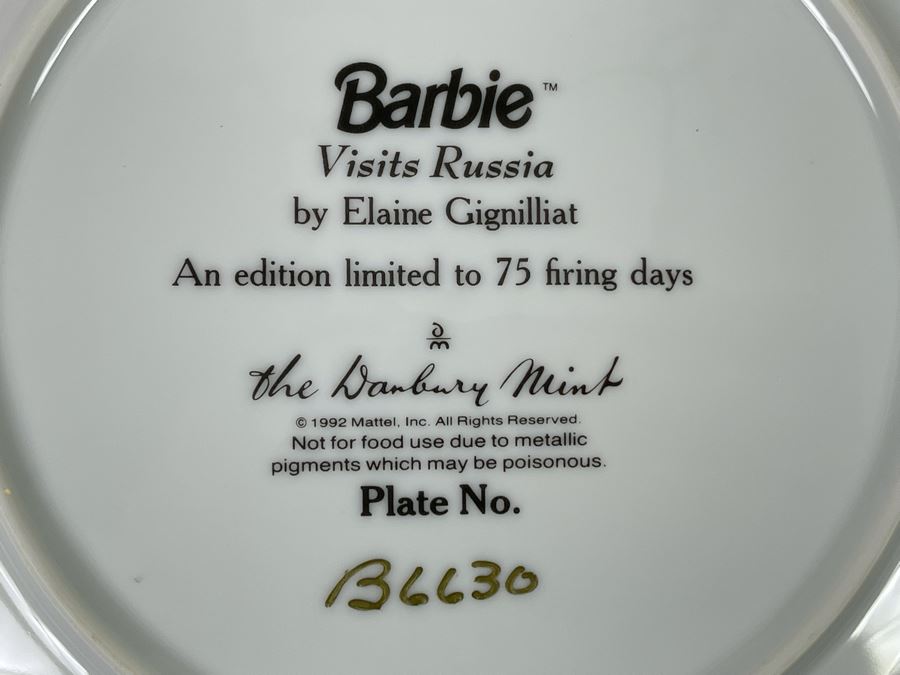 Barbie™
Visits Russia
by Elaine Gignilliat
An edition limited to 75 firing days
dm
the Danbury Mint
© 1992 Mattel, Inc. All Rights Reserved.
Not for food use due to metallic
pigments which may be poisonous.
Plate No.
B6630